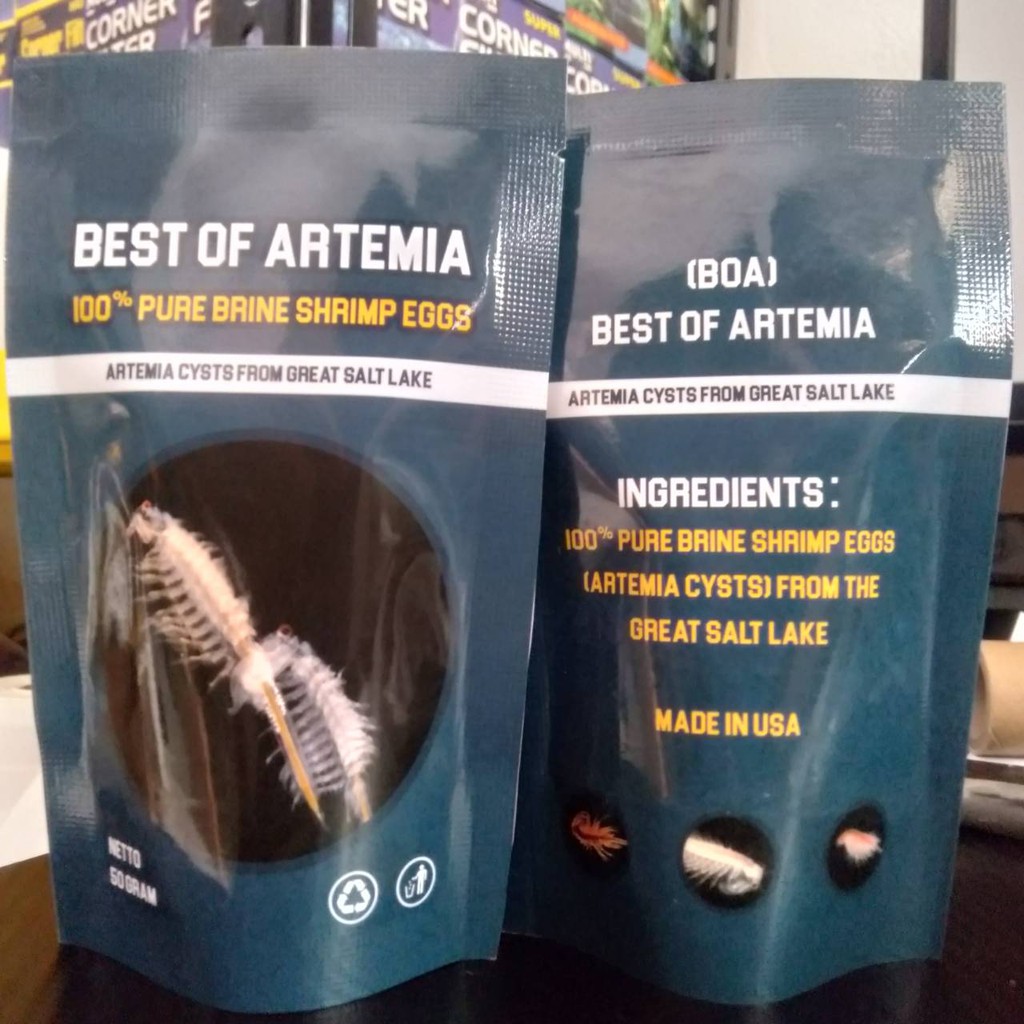 CORNER
SUPER
CORNER
BEST OF ARTEMIA
100% PURE BRINE SHRIMP EGGS
ARTEMIA CYSTS FROM GREAT SALT LAKE
NETTO
50 GRAM
(BOA)
BEST OF ARTEMIA
ARTEMIA CYSTS FROM GREAT SALT LAKE
INGREDIENTS:
100% PURE BRINE SHRIMP EGGS
(ARTEMIA CYSTS) FROM THE
GREAT SALT LAKE
MADE IN USA